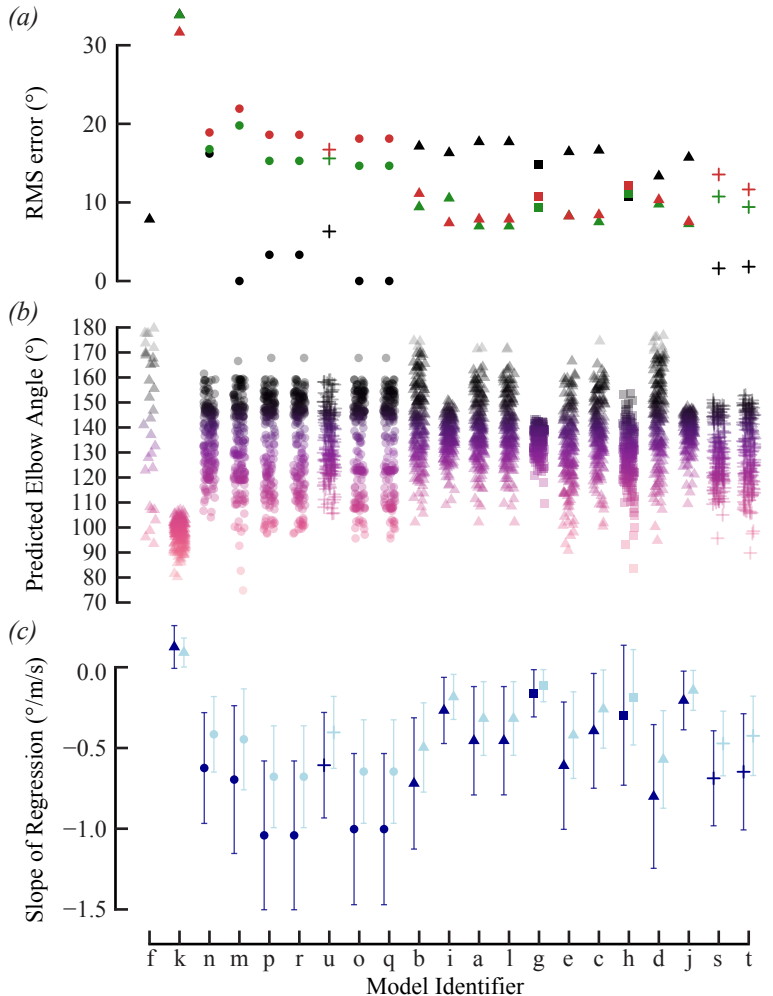 (a)
RMS error (°)
30
20
10
0
(b)
Predicted Elbow Angle (°)
180
170
160
150
140
130
120
110
100
90
80
70
(c)
Slope of Regression (°/m/s)
0.0
−0.5
−1.0
−1.5
f k n m p r u o q b i a l g e c h d j s t
Model Identifier